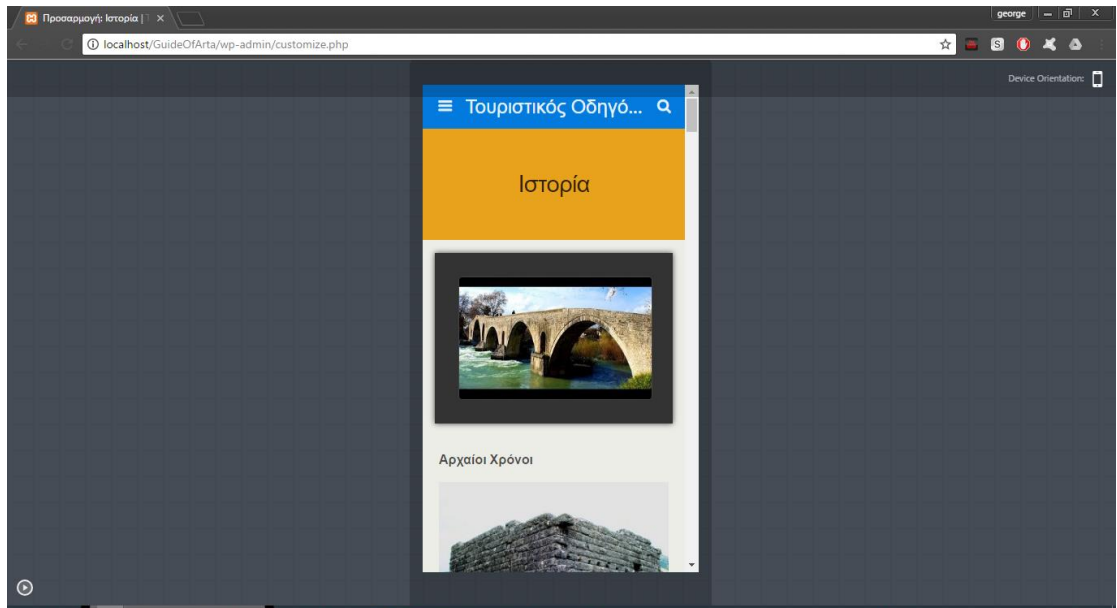 Προσαρμογή: Ιστορία |
george
localhost/GuideOfArta/wp-admin/customize.php
Device Orientation:
Τουριστικός Οδηγό...
Ιστορία
Αρχαίοι Χρόνοι